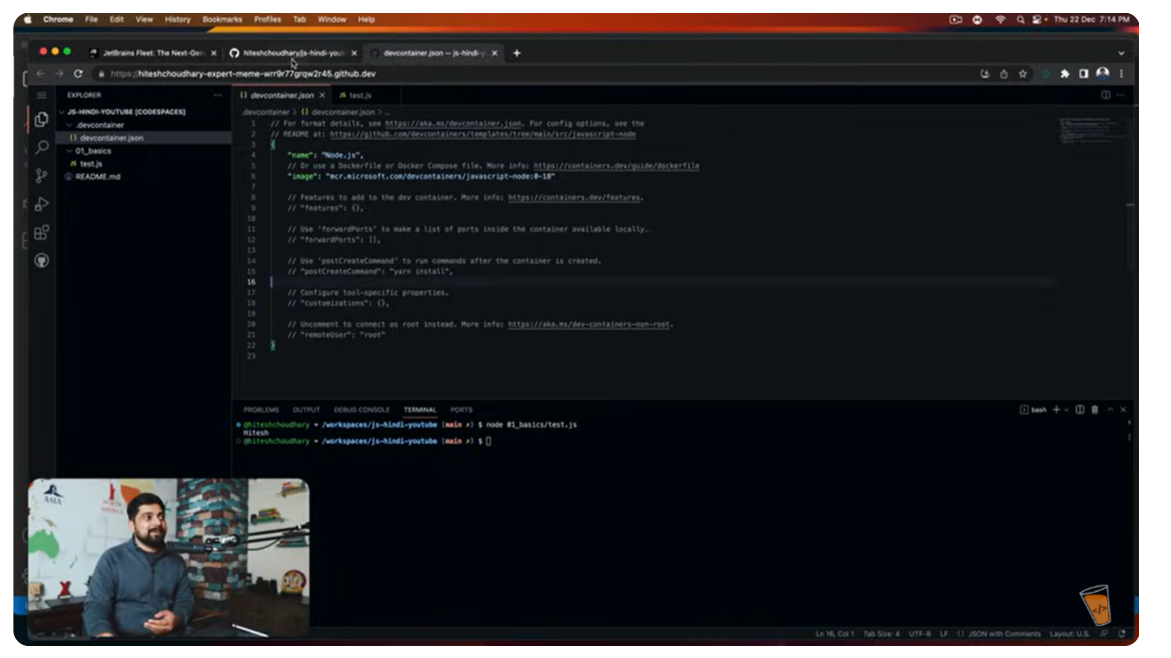 Chrome File Edit View History Bookmarks Profiles Tab Window Help
Thu 22 Dec 7:14 PM
JetBrains Fleet: The Next-Gen
hiteshchoudhary/js-hindi-yout
devcontainer.json — js-hindi-y
https://hiteshchoudhary-expert-meme-wrr9r77grqw2r45.github.dev
EXPLORER
JS-HINDI-YOUTUBE [CODESPACES]
.devcontainer
{} devcontainer.json
01_basics
JS test.js
README.md
{} devcontainer.json
JS test.js
.devcontainer > {} devcontainer.json > ...
1 // For format details, see https://aka.ms/devcontainer.json. For config options, see the
2 // README at: https://github.com/devcontainers/templates/tree/main/src/javascript-node
3 {
4 "name": "Node.js",
5 // Or use a Dockerfile or Docker Compose file. More info: https://containers.dev/guide/dockerfile
6 "image": "mcr.microsoft.com/devcontainers/javascript-node:0-18"
7
8 // Features to add to the dev container. More info: https://containers.dev/features.
9 // "features": {},
10
11 // Use 'forwardPorts' to make a list of ports inside the container available locally.
12 // "forwardPorts": [],
13
14 // Use 'postCreateCommand' to run commands after the container is created.
15 // "postCreateCommand": "yarn install",
16
17 // Configure tool-specific properties.
18 // "customizations": {},
19
20 // Uncomment to connect as root instead. More info: https://aka.ms/dev-containers-non-root.
21 // "remoteUser": "root"
22 }
23
PROBLEMS OUTPUT DEBUG CONSOLE TERMINAL PORTS
bash
@hiteshchoudhary → /workspaces/js-hindi-youtube (main ✗) $ node 01_basics/test.js
Hitesh
@hiteshchoudhary → /workspaces/js-hindi-youtube (main ✗) $
ASIA
</>
Ln 16, Col 1 Tab Size: 4 UTF-8 LF {} JSON with Comments Layout: U.S.